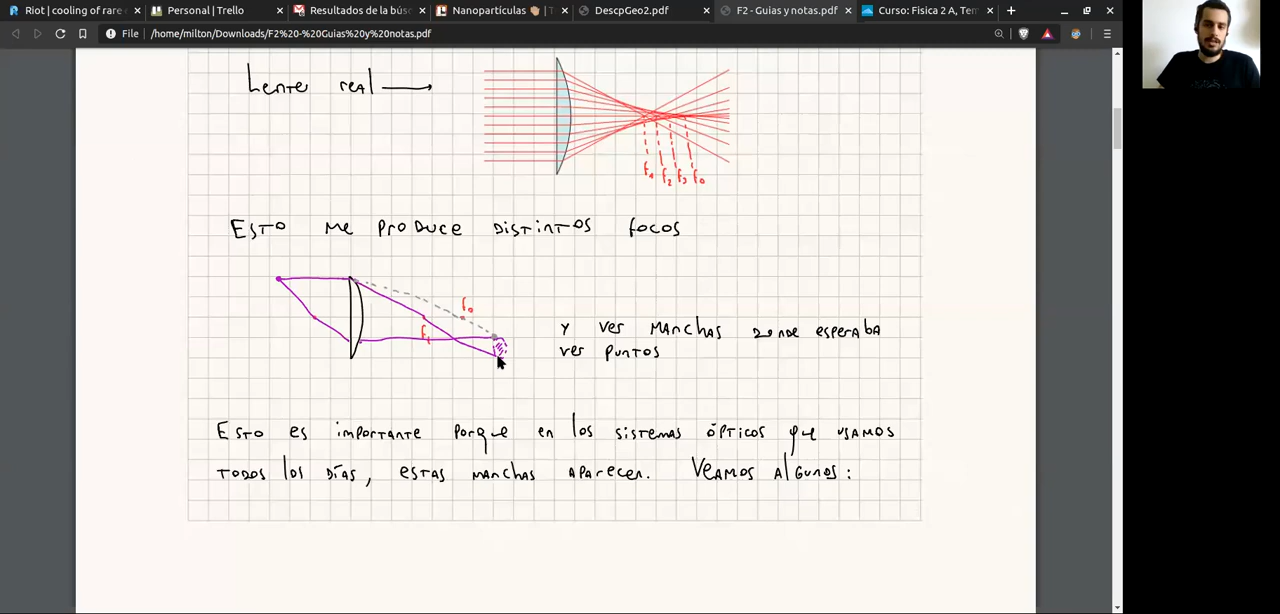 Riot | cooling of rare e
Personal | Trello
Resultados de la bús
Nanopartículas 👏🏼 | T
DescpGeo2.pdf
F2 - Guias y notas.pdf
Curso: Fisica 2 A, Tem
File
/home/milton/Downloads/F2%20-%20Guias%20y%20notas.pdf
Lente real
f₁ f₂ f₃ f₀
Esto me produce distintos focos
f₀
f₁
y ver manchas donde esperaba
ver puntos
Esto es importante porque en los sistemas ópticos que usamos
todos los días, estas manchas aparecen. Veamos algunos: